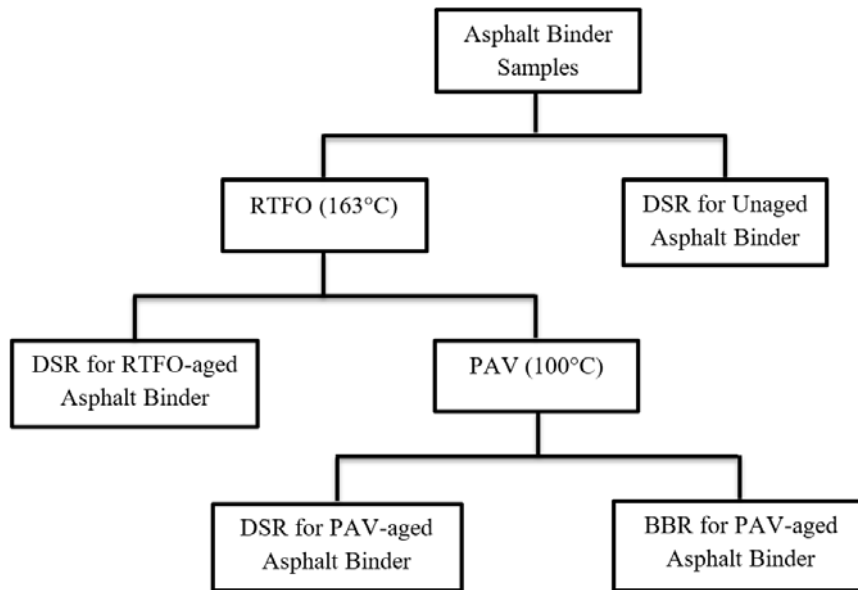 Asphalt Binder
Samples
RTFO (163°C)
DSR for Unaged
Asphalt Binder
DSR for RTFO-aged
Asphalt Binder
PAV (100°C)
DSR for PAV-aged
Asphalt Binder
BBR for PAV-aged
Asphalt Binder